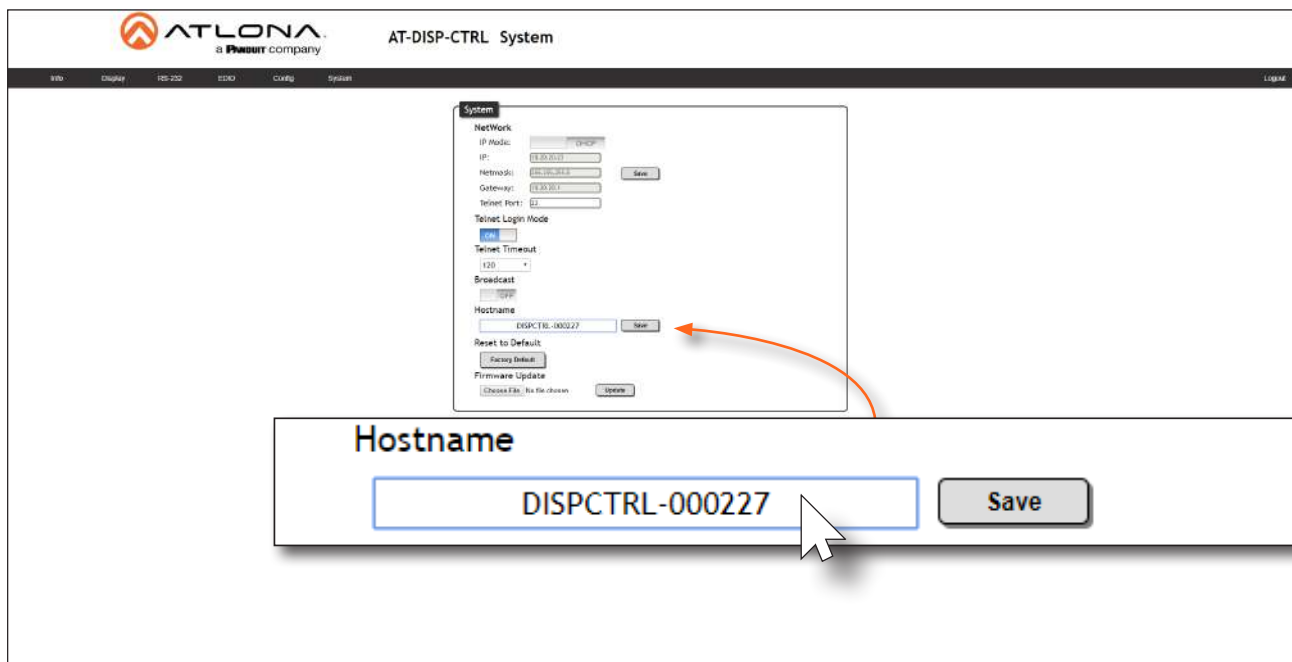 ATLONA.
a PANDUIT company
AT-DISP-CTRL System
Info Display RS-232 EDIO Config System Logout
System
NetWork
IP Mode: DHCP
IP:
Netmask: Save
Gateway:
Telnet Port: 23
Telnet Login Mode
ON
Telnet Timeout
120
Broadcast
OFF
Hostname
DISPCTRL-000227 Save
Reset to Default
Factory Default
Firmware Update
Choose File No file chosen Update
Hostname
DISPCTRL-000227 Save